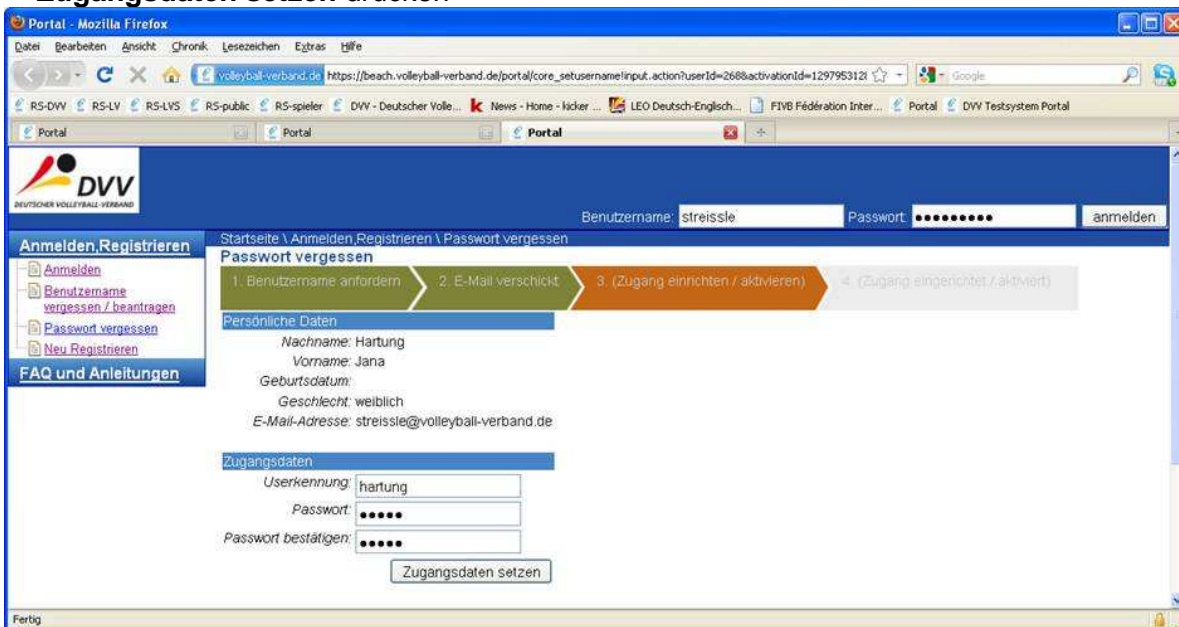 Zugangsdaten setzen drücken
Portal - Mozilla Firefox
Datei Bearbeiten Ansicht Chronik Lesezeichen Extras Hilfe
volleyball-verband.de https://beach.volleyball-verband.de/portal/core_setusername!input.action?userId=268&activationId=1297953128 Google
RS-DVV RS-LV RS-LVS RS-public RS-spieler DVV - Deutscher Volle... News - Home - kicker ... LEO Deutsch-Englisch... FIVB Fédération Inter... Portal DVV Testsystem Portal
Portal Portal Portal
DVV
DEUTSCHER VOLLEYBALL-VERBAND
Benutzername: streissle Passwort: ●●●●●●●●● anmelden
Anmelden,Registrieren
Anmelden
Benutzername
vergessen / beantragen
Passwort vergessen
Neu Registrieren
FAQ und Anleitungen
Startseite \ Anmelden,Registrieren \ Passwort vergessen
Passwort vergessen
1. Benutzername anfordern 2. E-Mail verschickt 3. (Zugang einrichten / aktivieren) 4. (Zugang eingerichtet / aktiviert)
Persönliche Daten
Nachname: Hartung
Vorname: Jana
Geburtsdatum:
Geschlecht: weiblich
E-Mail-Adresse: streissle@volleyball-verband.de
Zugangsdaten
Userkennung: hartung
Passwort: ●●●●●
Passwort bestätigen: ●●●●●
Zugangsdaten setzen
Fertig